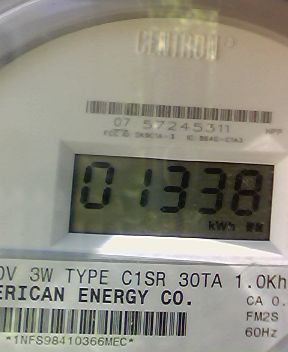 CENTRON
07 57245311
01338
kWh
0V 3W TYPE C1SR 30TA 1.0Kh
ERICAN ENERGY CO.
CA 0.
FM2S
60Hz
*1NFS98410366MEC*